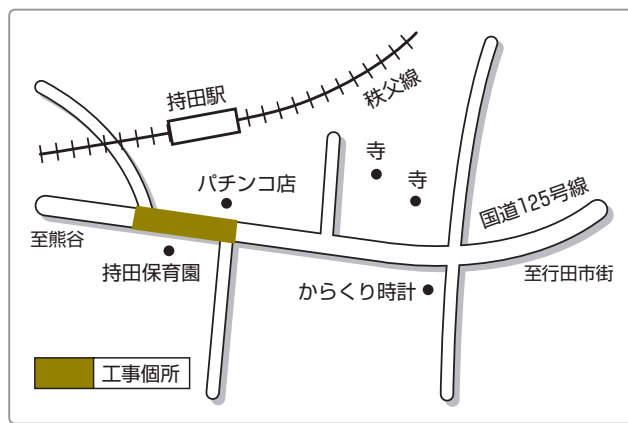 持田駅
秩父線
パチンコ店
寺
寺
国道125号線
至熊谷
持田保育園
からくり時計
至行田市街
工事個所